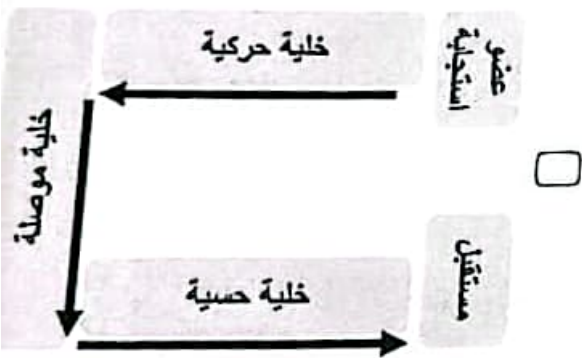 خلية حركية
عضو
استجابة
خلية موصلة
خلية حسية
مستقبل